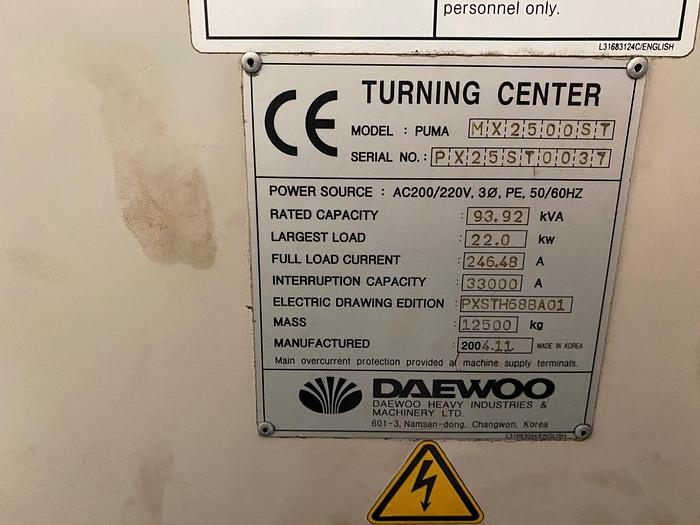 personnel only.
L31683124C/ENGLISH
CE
TURNING CENTER
MODEL : PUMA MX2500ST
SERIAL NO. : PX25ST0037
POWER SOURCE : AC200/220V, 3Ø, PE, 50/60HZ
RATED CAPACITY : 93.92 kVA
LARGEST LOAD : 22.0 kw
FULL LOAD CURRENT : 246.48 A
INTERRUPTION CAPACITY : 33000 A
ELECTRIC DRAWING EDITION : PXSTH68BA01
MASS : 12500 kg
MANUFACTURED : 2004.11 MADE IN KOREA
Main overcurrent protection provided at machine supply terminals.
DAEWOO
DAEWOO HEAVY INDUSTRIES &
MACHINERY LTD.
601-3, Namsan-dong, Changwon, Korea
L31683094/ENGLISH